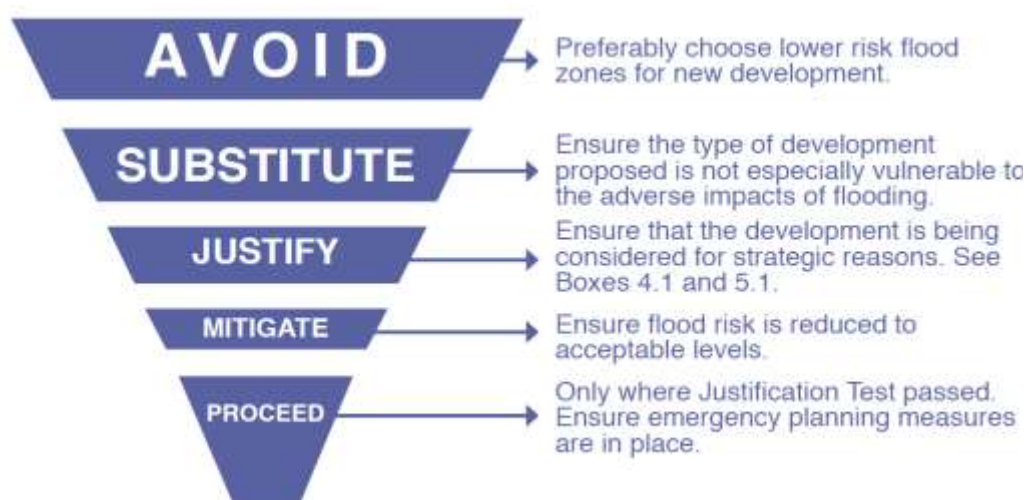 AVOID
Preferably choose lower risk flood
zones for new development.
SUBSTITUTE
Ensure the type of development
proposed is not especially vulnerable to
the adverse impacts of flooding.
JUSTIFY
Ensure that the development is being
considered for strategic reasons. See
Boxes 4.1 and 5.1.
MITIGATE
Ensure flood risk is reduced to
acceptable levels.
PROCEED
Only where Justification Test passed.
Ensure emergency planning measures
are in place.